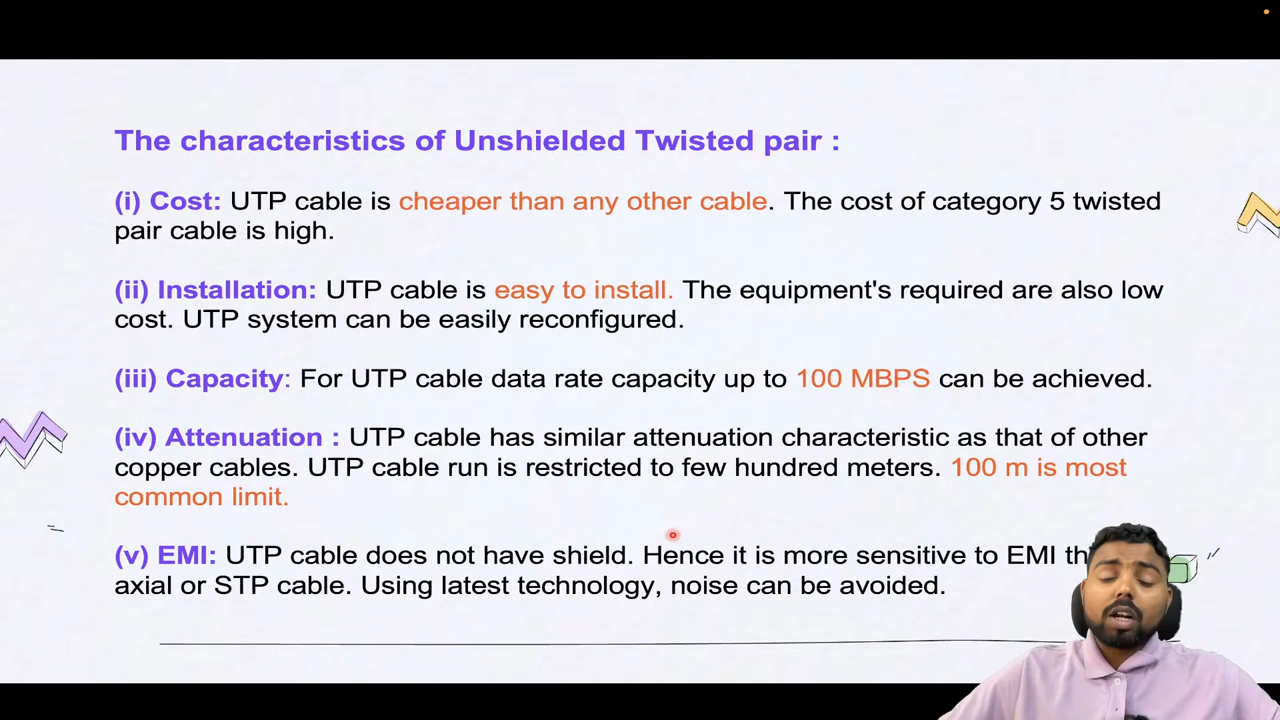 The characteristics of Unshielded Twisted pair :
(i) Cost: UTP cable is cheaper than any other cable. The cost of category 5 twisted
pair cable is high.
(ii) Installation: UTP cable is easy to install. The equipment's required are also low
cost. UTP system can be easily reconfigured.
(iii) Capacity: For UTP cable data rate capacity up to 100 MBPS can be achieved.
(iv) Attenuation : UTP cable has similar attenuation characteristic as that of other
copper cables. UTP cable run is restricted to few hundred meters. 100 m is most
common limit.
(v) EMI: UTP cable does not have shield. Hence it is more sensitive to EMI
axial or STP cable. Using latest technology, noise can be avoided.